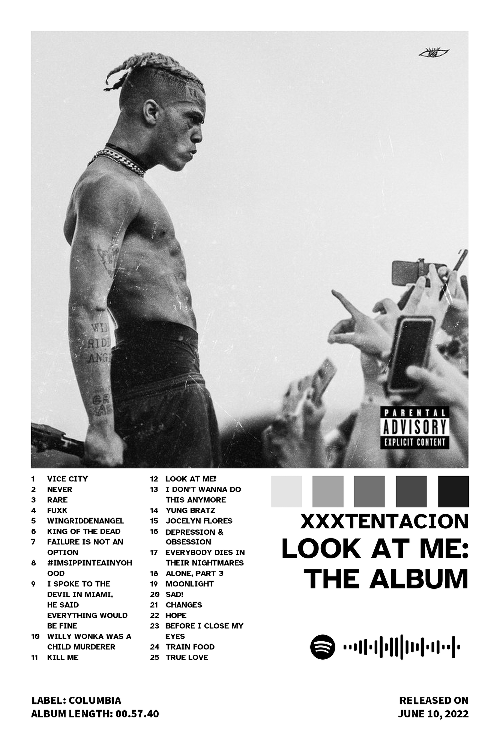 PARENTAL
ADVISORY
EXPLICIT CONTENT
1 VICE CITY
2 NEVER
3 RARE
4 FUXK
5 WINGRIDDENANGEL
6 KING OF THE DEAD
7 FAILURE IS NOT AN
OPTION
8 #IMSIPPINTEAINYOH
OOD
9 I SPOKE TO THE
DEVIL IN MIAMI,
HE SAID
EVERYTHING WOULD
BE FINE
10 WILLY WONKA WAS A
CHILD MURDERER
11 KILL ME
12 LOOK AT ME!
13 I DON'T WANNA DO
THIS ANYMORE
14 YUNG BRATZ
15 JOCELYN FLORES
16 DEPRESSION &
OBSESSION
17 EVERYBODY DIES IN
THEIR NIGHTMARES
18 ALONE, PART 3
19 MOONLIGHT
20 SAD!
21 CHANGES
22 HOPE
23 BEFORE I CLOSE MY
EYES
24 TRAIN FOOD
25 TRUE LOVE
XXXTENTACION
LOOK AT ME:
THE ALBUM
LABEL: COLUMBIA
ALBUM LENGTH: 00.57.40
RELEASED ON
JUNE 10, 2022